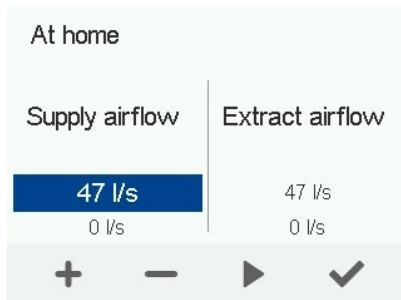 At home
Supply airflow Extract airflow
47 l/s 47 l/s
0 l/s 0 l/s